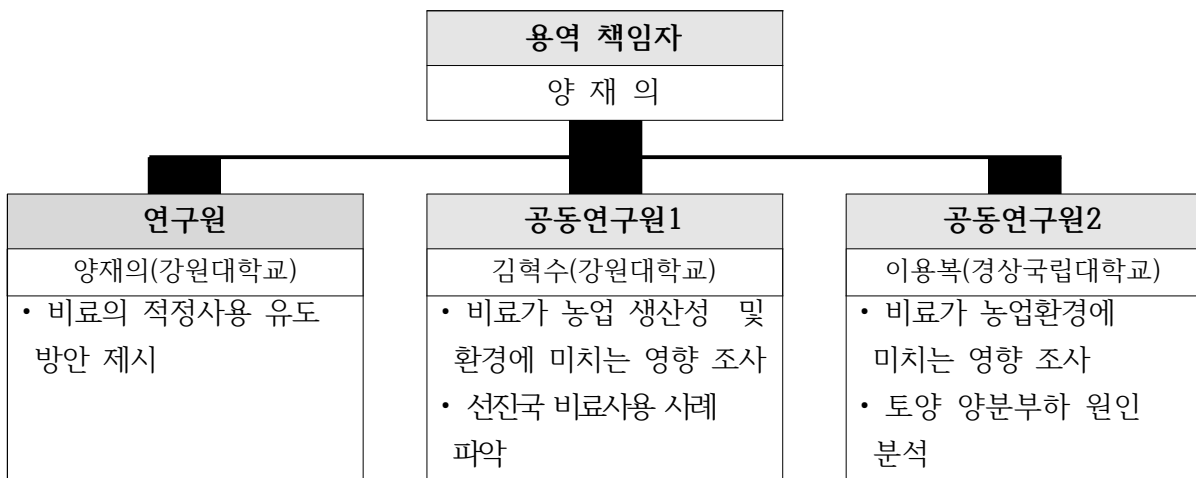 용역 책임자
양 재 의
연구원
양재의(강원대학교)
• 비료의 적정사용 유도
방안 제시
공동연구원1
김혁수(강원대학교)
• 비료가 농업 생산성 및
환경에 미치는 영향 조사
• 선진국 비료사용 사례
파악
공동연구원2
이용복(경상국립대학교)
• 비료가 농업환경에
미치는 영향 조사
• 토양 양분부하 원인
분석